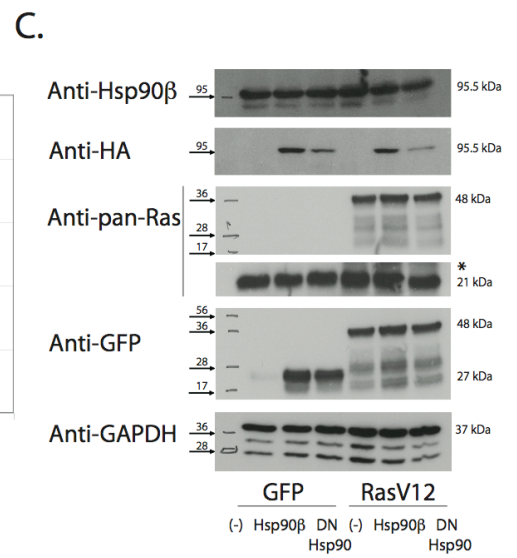 C.
Anti-Hsp90β 95 95.5 kDa
Anti-HA 95 95.5 kDa
Anti-pan-Ras 36 28 17 48 kDa
*
21 kDa
Anti-GFP 56 36 28 17 48 kDa 27 kDa
Anti-GAPDH 36 28 37 kDa
GFP RasV12
(-) Hsp90β DN (-) Hsp90β DN
Hsp90 Hsp90